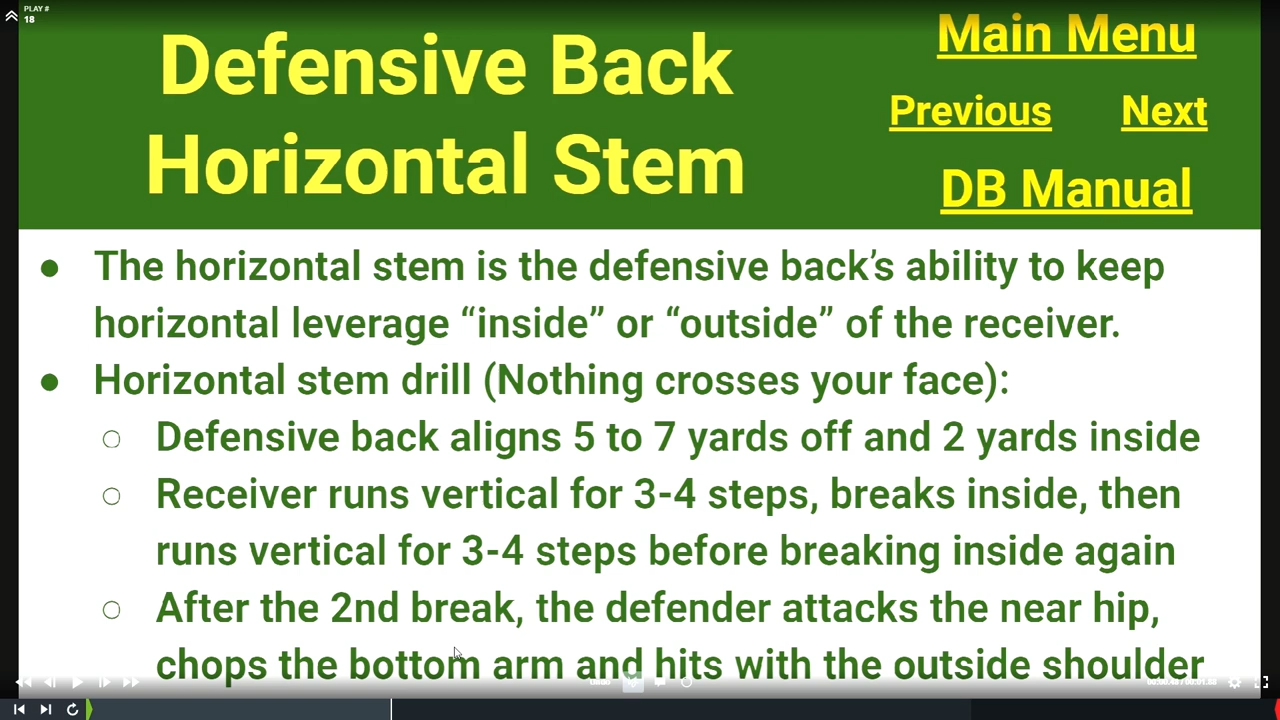 PLAY #
18
Defensive Back
Horizontal Stem
Main Menu
Previous Next
DB Manual
● The horizontal stem is the defensive back’s ability to keep
horizontal leverage “inside” or “outside” of the receiver.
● Horizontal stem drill (Nothing crosses your face):
○ Defensive back aligns 5 to 7 yards off and 2 yards inside
○ Receiver runs vertical for 3-4 steps, breaks inside, then
runs vertical for 3-4 steps before breaking inside again
○ After the 2nd break, the defender attacks the near hip,
chops the bottom arm and hits with the outside shoulder